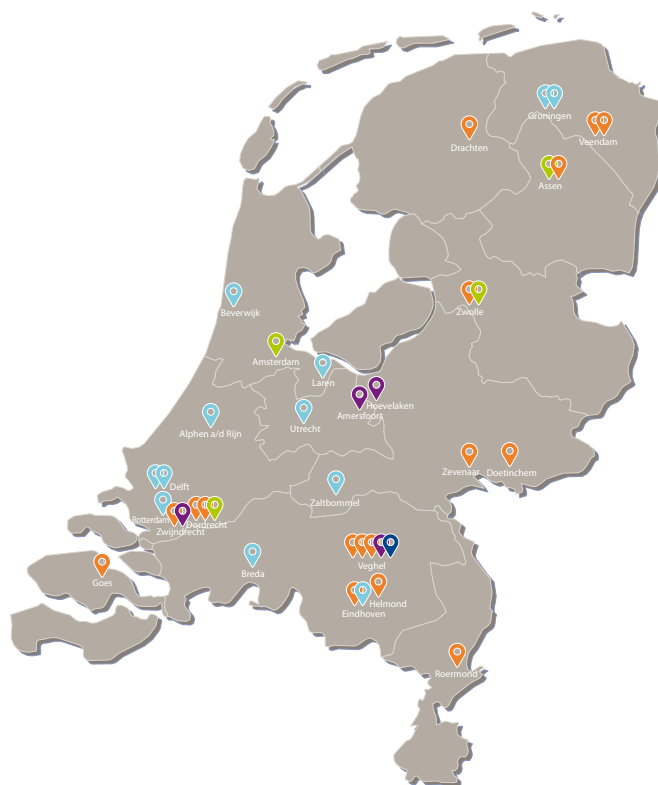 Groningen
Drachten
Veendam
Assen
Beverwijk
Zwolle
Amsterdam
Laren
Hoevelaken
Amersfoort
Utrecht
Alphen a/d Rijn
Zevenaar
Doetinchem
Delft
Zaltbommel
Rotterdam
Dordrecht
Zwijndrecht
Veghel
Breda
Goes
Helmond
Eindhoven
Roermond